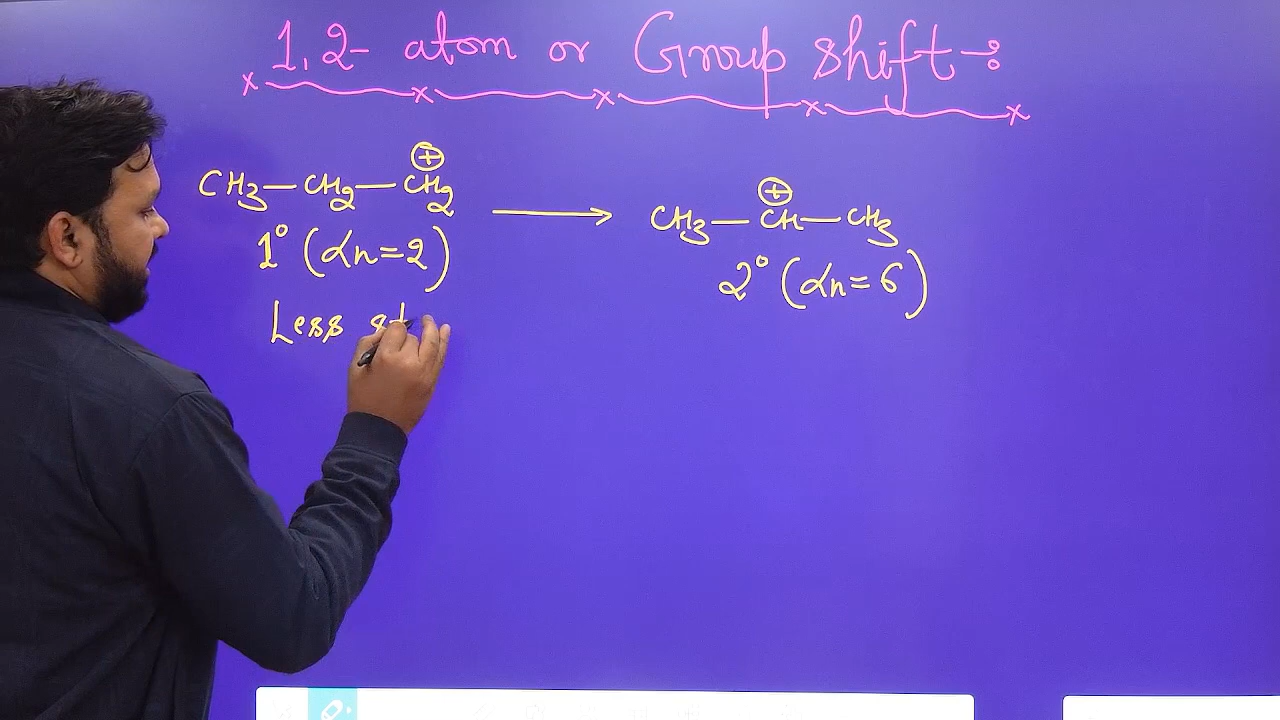 1,2- atom or Group shift-:
CH3—CH2—CH2
⊕
1° (αn=2)
Less st
→
CH3—CH—CH3
⊕
2° (αn=6)